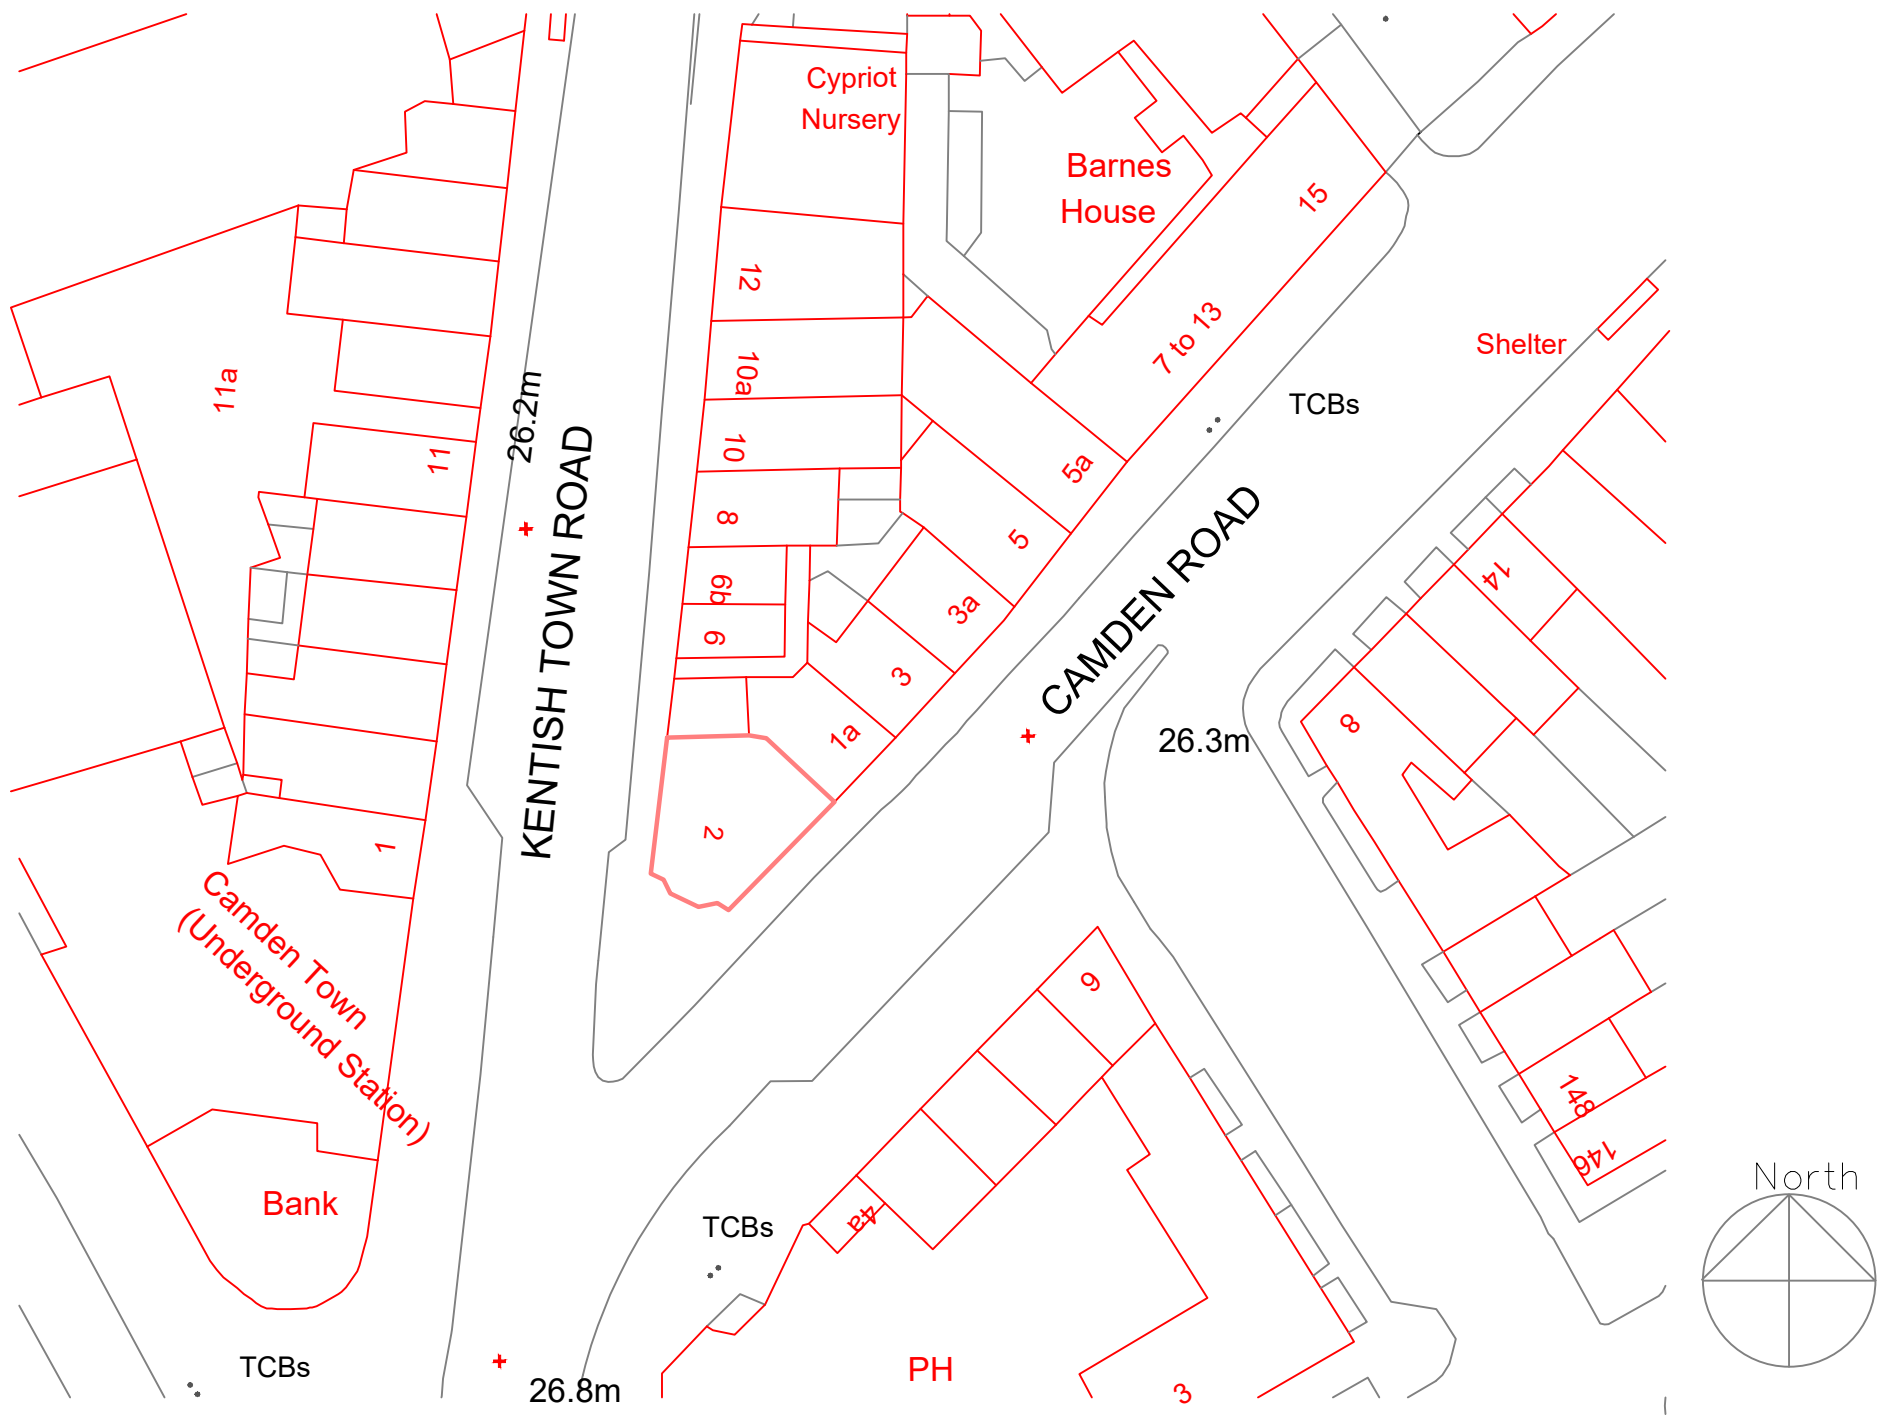 Cypriot
Nursery
Barnes
House
15
12
7 to 13
Shelter
10a
11a
26.2m
TCBs
10
11
5a
8
5
14
KENTISH TOWN ROAD
CAMDEN ROAD
6b
6
3a
3
8
1a
26.3m
2
1
Camden Town
(Underground Station)
9
148
146
North
Bank
4a
TCBs
TCBs
26.8m
PH
3